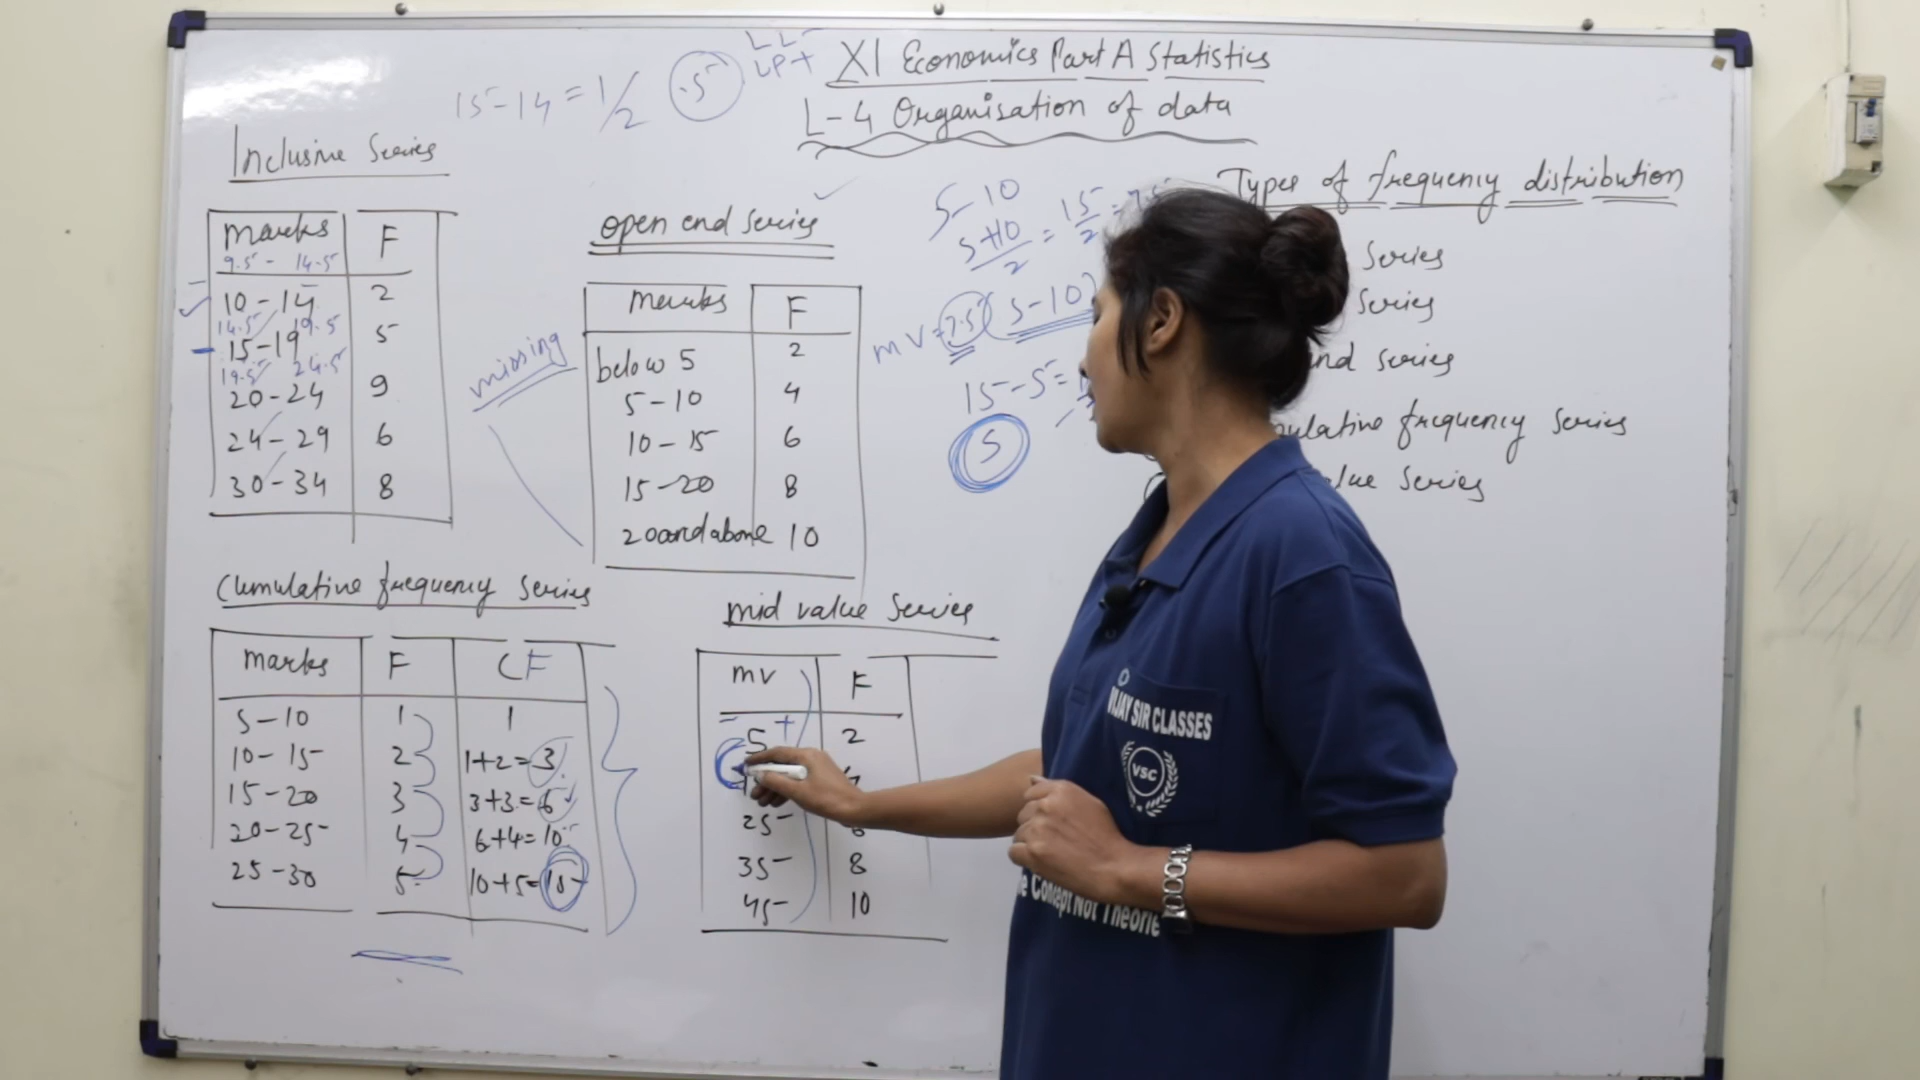 XI Economics Part A Statistics
L-4 Organisation of data
15-14=1/2
.5
LL-
UP+
Inclusive Series
marks F
9.5- 14.5
10-14 2
14.5 19.5
15-19 5
19.5 24.5
20-24 9
24-29 6
30-34 8
missing
open end series
marks F
below 5 2
5-10 4
10-15 6
15-20 8
20 and above 10
5-10
5+10/2 = 15/2 =
mv=7.5 (5-10)
15-5=
5
Types of frequency distribution
Series
Series
end series
frequency Series
Series
Cumulative frequency Series
marks F CF
5-10 1 1
10-15 2 1+2=3
15-20 3 3+3=6
20-25 4 6+4=10
25-30 5 10+5=15
mid value Series
mv F
- +
5 2
25
35 8
45 10
VIJAY SIR CLASSES
VSC
Concept Not Theorie